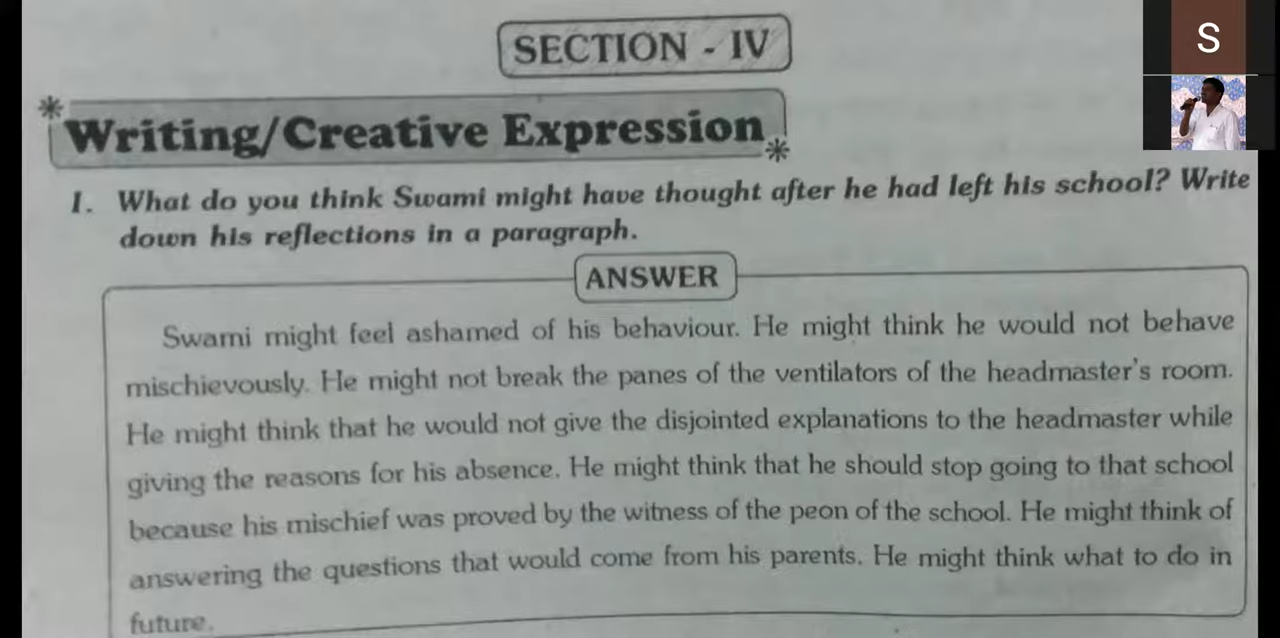 SECTION - IV
S
Writing/Creative Expression
1. What do you think Swami might have thought after he had left his school? Write
down his reflections in a paragraph.
ANSWER
Swami might feel ashamed of his behaviour. He might think he would not behave
mischievously. He might not break the panes of the ventilators of the headmaster's room.
He might think that he would not give the disjointed explanations to the headmaster while
giving the reasons for his absence. He might think that he should stop going to that school
because his mischief was proved by the witness of the peon of the school. He might think of
answering the questions that would come from his parents. He might think what to do in
future.